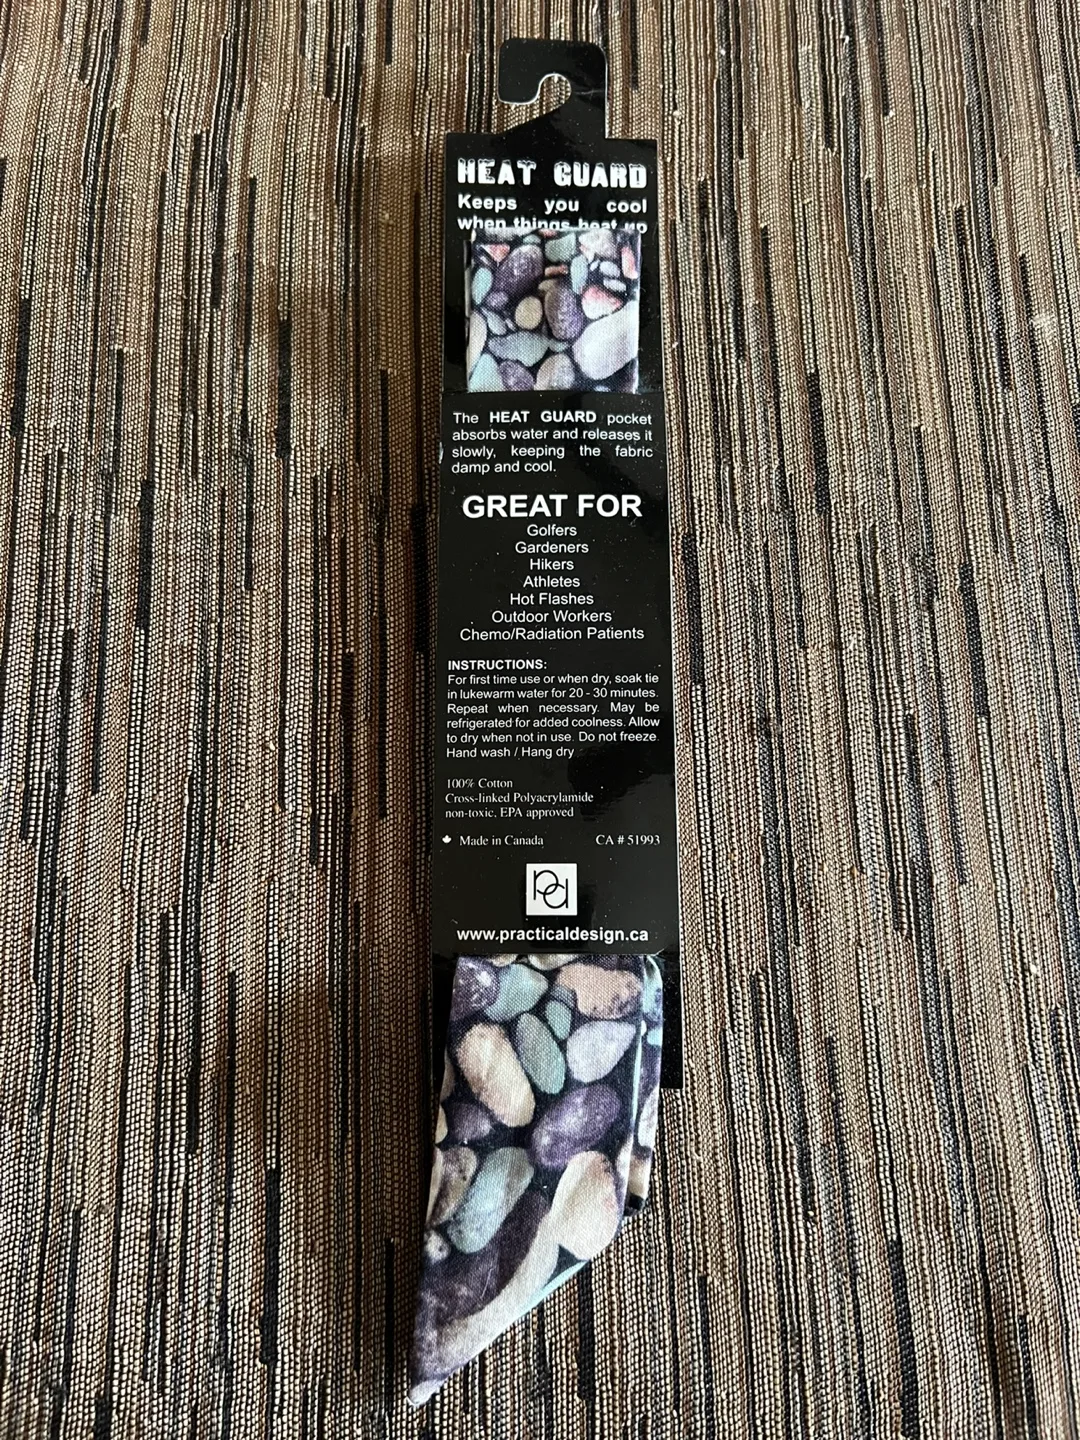 HEAT GUARD
Keeps you cool
when things heat up
The HEAT GUARD pocket
absorbs water and releases it
slowly, keeping the fabric
damp and cool.
GREAT FOR
Golfers
Gardeners
Hikers
Athletes
Hot Flashes
Outdoor Workers
Chemo/Radiation Patients
INSTRUCTIONS:
For first time use or when dry, soak tie
in lukewarm water for 20 - 30 minutes.
Repeat when necessary. May be
refrigerated for added coolness. Allow
to dry when not in use. Do not freeze.
Hand wash / Hang dry
100% Cotton
Cross-linked Polyacrylamide
non-toxic, EPA approved
Made in Canada CA # 51993
pd
www.practicaldesign.ca